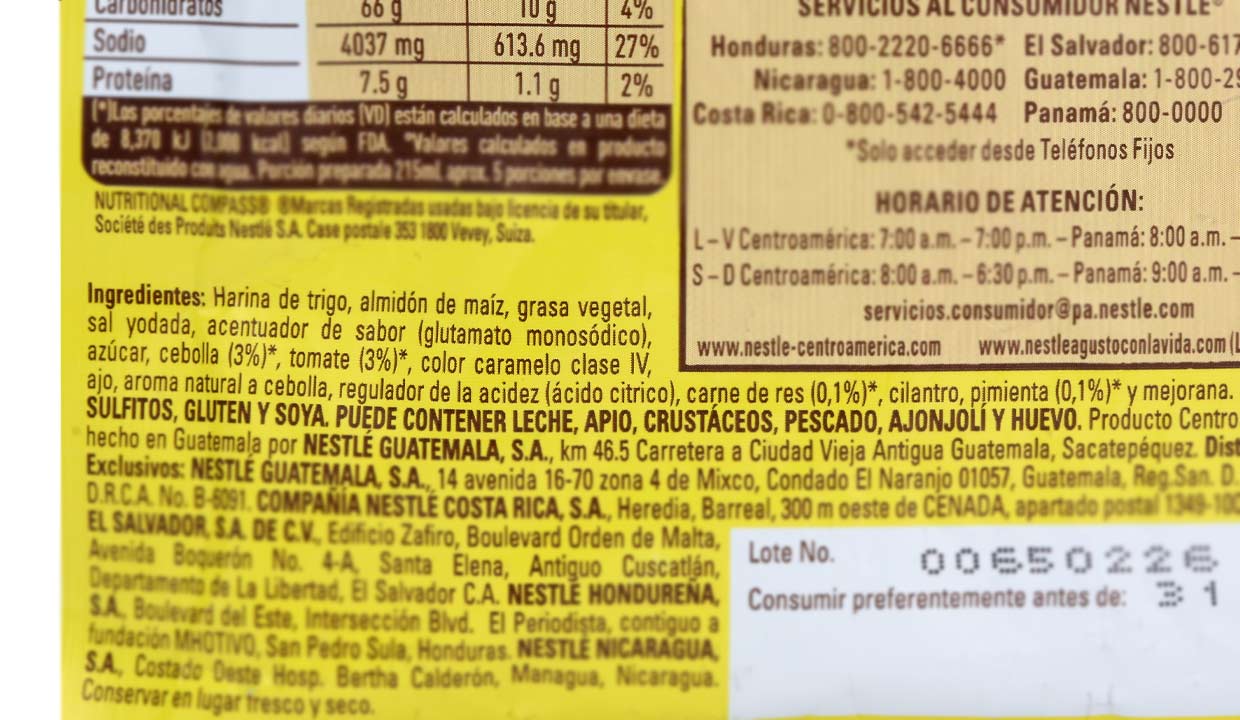 Carbohidratos 66 g 10 g 4%
Sodio 4037 mg 613.6 mg 27%
Proteína 7.5 g 1.1 g 2%
(*)Los porcentajes de valores diarios (VD) están calculados en base a una dieta
de 8,370 kJ (2,000 kcal) según FDA. *Valores calculados en producto
reconstituido con agua. Porción preparada 215mL aprox. 5 porciones por envase.
NUTRITIONAL COMPASS® ®Marcas Registradas usadas bajo licencia de su titular,
Société des Produits Nestlé S.A. Case postale 353 1800 Vevey, Suiza.
SERVICIOS AL CONSUMIDOR NESTLÉ®
Honduras: 800-2220-6666* El Salvador: 800-617
Nicaragua: 1-800-4000 Guatemala: 1-800-29
Costa Rica: 0-800-542-5444 Panamá: 800-0000
*Solo acceder desde Teléfonos Fijos
HORARIO DE ATENCIÓN:
L – V Centroamérica: 7:00 a.m. – 7:00 p.m. – Panamá: 8:00 a.m. –
S – D Centroamérica: 8:00 a.m. – 6:30 p.m. – Panamá: 9:00 a.m. –
servicios.consumidor@pa.nestle.com
www.nestle-centroamerica.com www.nestleagustoconlavida.com (L
Ingredientes: Harina de trigo, almidón de maíz, grasa vegetal,
sal yodada, acentuador de sabor (glutamato monosódico),
azúcar, cebolla (3%)*, tomate (3%)*, color caramelo clase IV,
ajo, aroma natural a cebolla, regulador de la acidez (ácido cítrico), carne de res (0,1%)*, cilantro, pimienta (0,1%)* y mejorana.
SULFITOS, GLUTEN Y SOYA. PUEDE CONTENER LECHE, APIO, CRUSTÁCEOS, PESCADO, AJONJOLÍ Y HUEVO. Producto Centro
hecho en Guatemala por NESTLÉ GUATEMALA, S.A., km 46.5 Carretera a Ciudad Vieja Antigua Guatemala, Sacatepéquez. Dist
Exclusivos: NESTLÉ GUATEMALA, S.A., 14 avenida 16-70 zona 4 de Mixco, Condado El Naranjo 01057, Guatemala, Reg.San. D.
D.R.C.A. No. B-6091. COMPAÑÍA NESTLÉ COSTA RICA, S.A., Heredia, Barreal, 300 m oeste de CENADA, apartado postal 1349-100
EL SALVADOR, S.A. DE C.V., Edificio Zafiro, Boulevard Orden de Malta,
Avenida Boquerón No. 4-A, Santa Elena, Antiguo Cuscatlán,
Departamento de La Libertad, El Salvador C.A. NESTLÉ HONDUREÑA,
S.A., Boulevard del Este, Intersección Blvd. El Periodista, contiguo a
fundación MHOTIVO, San Pedro Sula, Honduras. NESTLÉ NICARAGUA,
S.A., Costado Oeste Hosp. Bertha Calderón, Managua, Nicaragua.
Conservar en lugar fresco y seco.
Lote No. 00650226
Consumir preferentemente antes de: 31